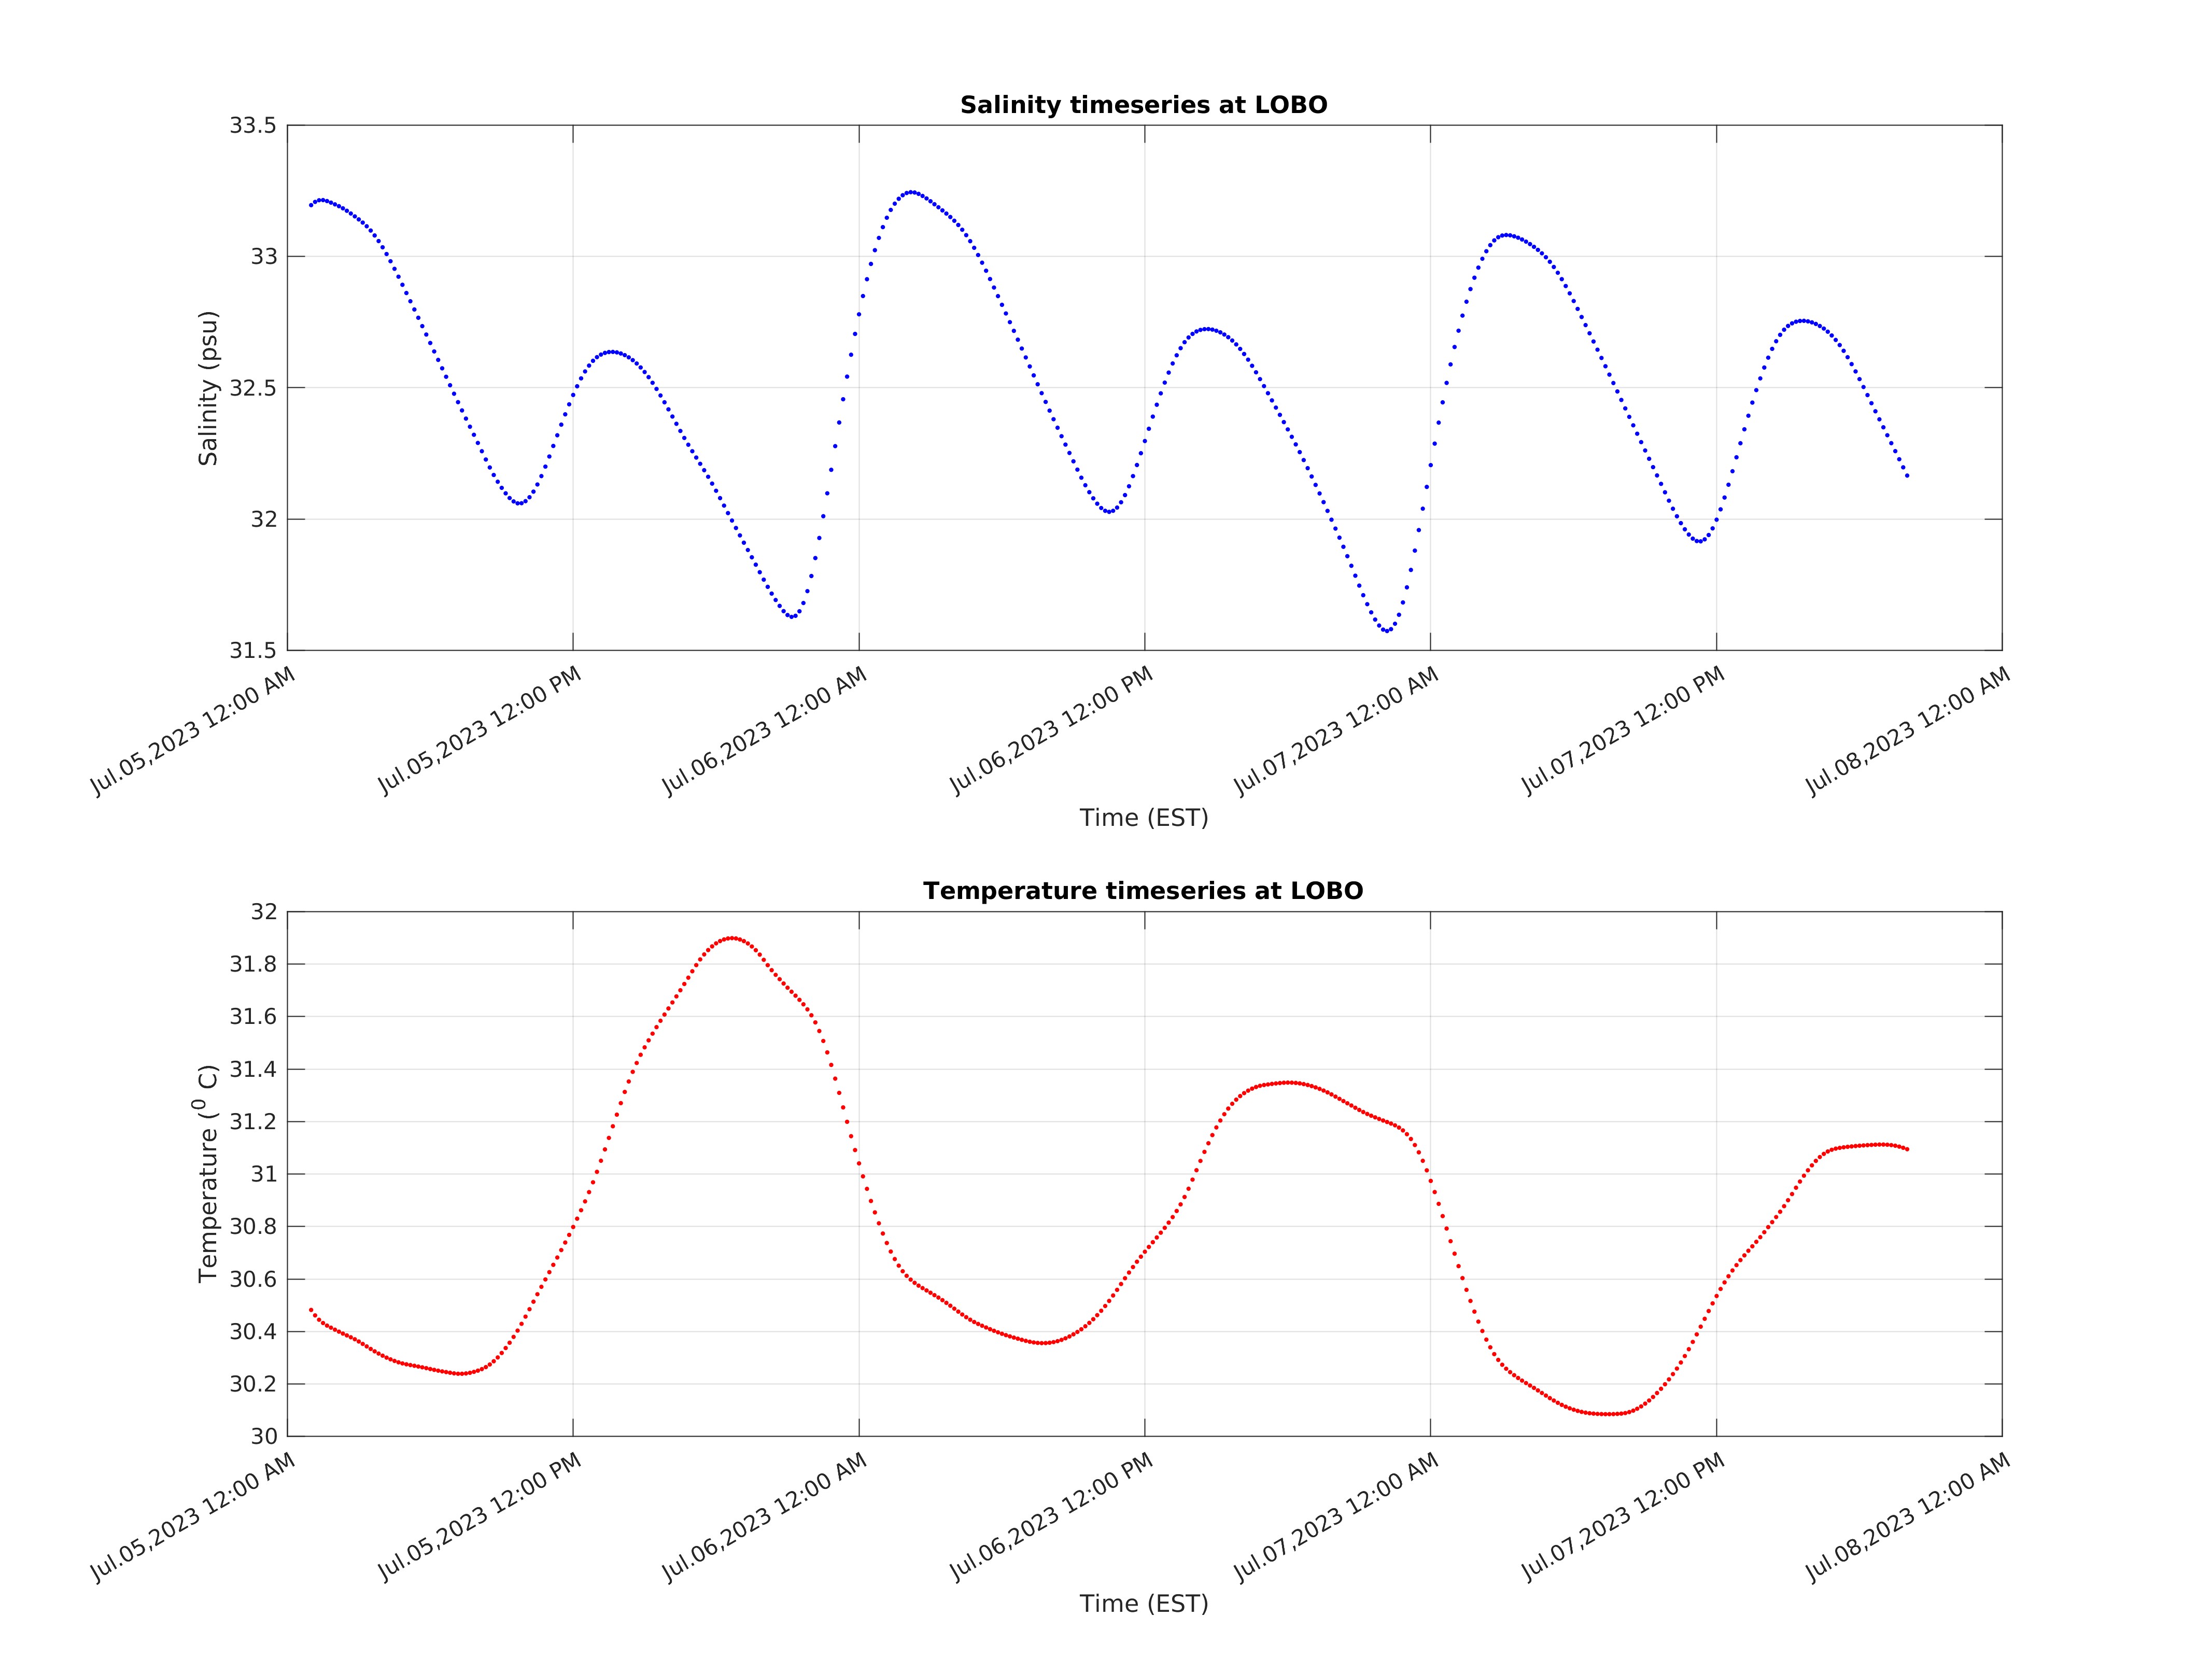 Salinity timeseries at LOBO
33.5
33
32.5
32
31.5
Salinity (psu)
Jul.05,2023 12:00 AM
Jul.05,2023 12:00 PM
Jul.06,2023 12:00 AM
Jul.06,2023 12:00 PM
Jul.07,2023 12:00 AM
Jul.07,2023 12:00 PM
Jul.08,2023 12:00 AM
Time (EST)
Temperature timeseries at LOBO
32
31.8
31.6
31.4
31.2
31
30.8
30.6
30.4
30.2
30
Temperature (⁰ C)
Jul.05,2023 12:00 AM
Jul.05,2023 12:00 PM
Jul.06,2023 12:00 AM
Jul.06,2023 12:00 PM
Jul.07,2023 12:00 AM
Jul.07,2023 12:00 PM
Jul.08,2023 12:00 AM
Time (EST)